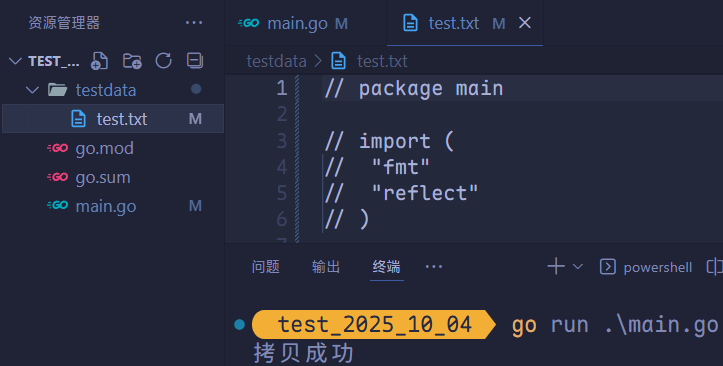 资源管理器 ···
TEST_...
testdata
test.txt M
go.mod
go.sum
main.go M
main.go M test.txt M
testdata > test.txt
1 // package main
2
3 // import (
4 // "fmt"
5 // "reflect"
6 // )
7
问题 输出 终端 ··· powershell
test_2025_10_04 go run .\main.go
拷贝成功